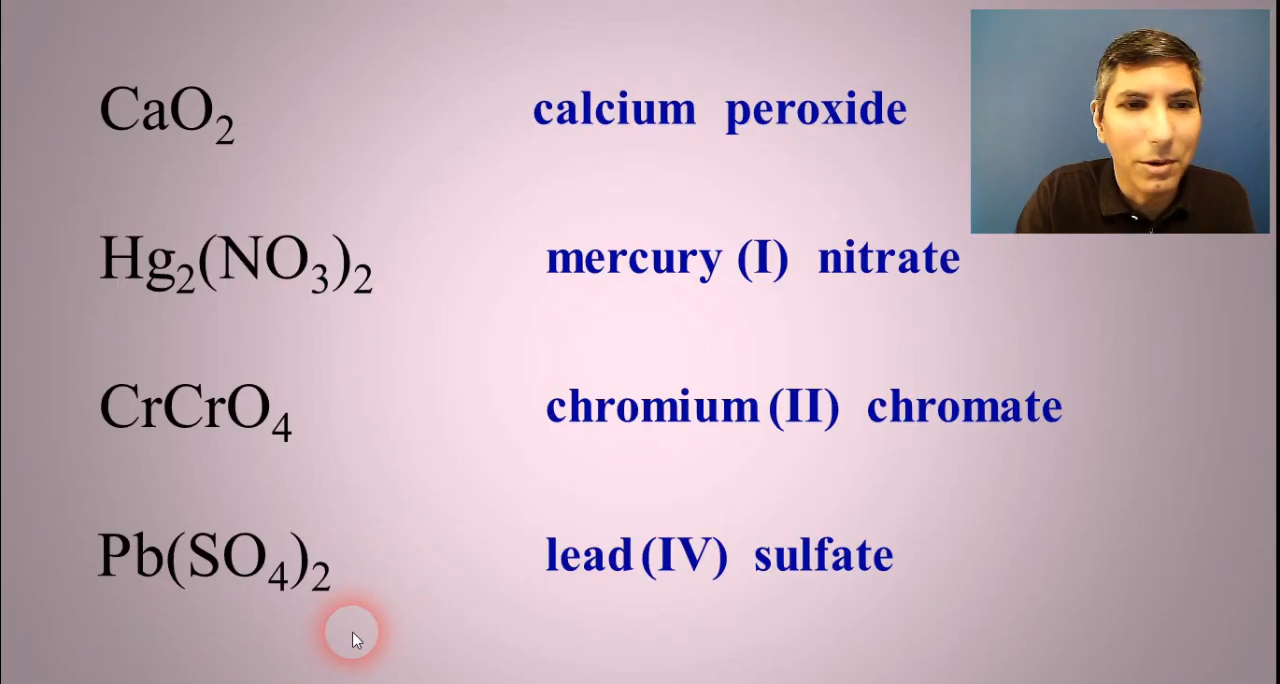 CaO₂ calcium peroxide
Hg₂(NO₃)₂ mercury (I) nitrate
CrCrO₄ chromium (II) chromate
Pb(SO₄)₂ lead (IV) sulfate